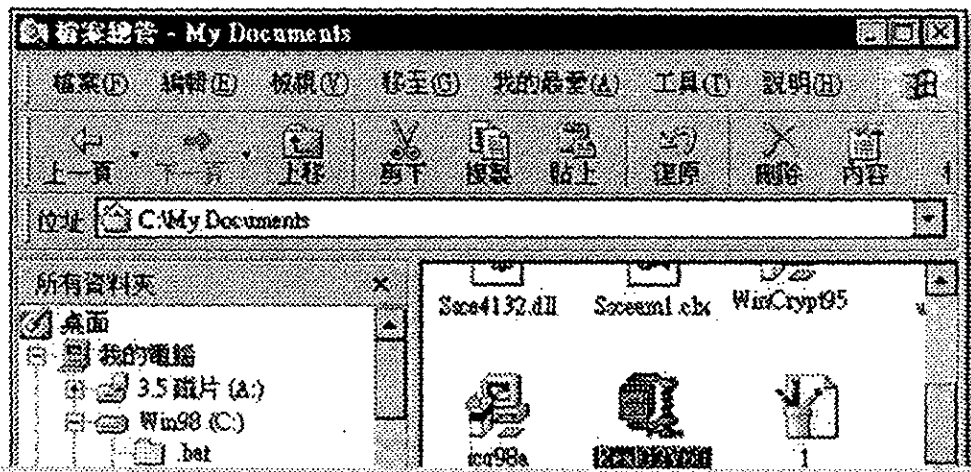 檔案總管 - My Documents
檔案(F) 編輯(E) 檢視(V) 移至(G) 我的最愛(A) 工具(T) 說明(H)
上一頁 下一頁 上移 剪下 複製 貼上 復原 刪除 內容
位址 C:\My Documents
所有資料夾 ×
桌面
我的電腦
3.5 磁片 (A:)
Win98 (C:)
.bat
WinCrypt95
icq98a
1